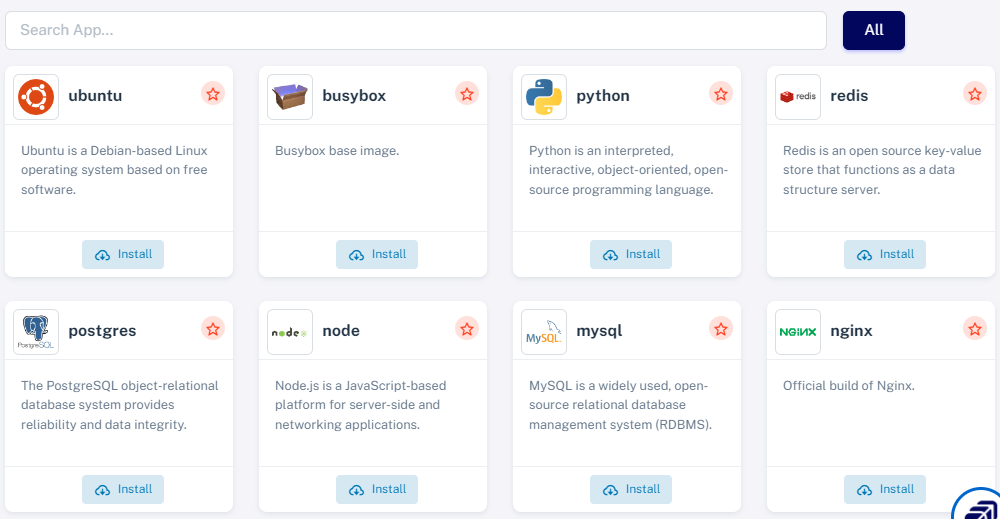 Search App...
All
ubuntu
Ubuntu is a Debian-based Linux
operating system based on free
software.
Install
busybox
Busybox base image.
Install
python
Python is an interpreted,
interactive, object-oriented, open-
source programming language.
Install
redis
redis
Redis is an open source key-value
store that functions as a data
structure server.
Install
PostgreSQL
postgres
The PostgreSQL object-relational
database system provides
reliability and data integrity.
Install
node
node
Node.js is a JavaScript-based
platform for server-side and
networking applications.
Install
MySQL
mysql
MySQL is a widely used, open-
source relational database
management system (RDBMS).
Install
NGINX
nginx
Official build of Nginx.
Install